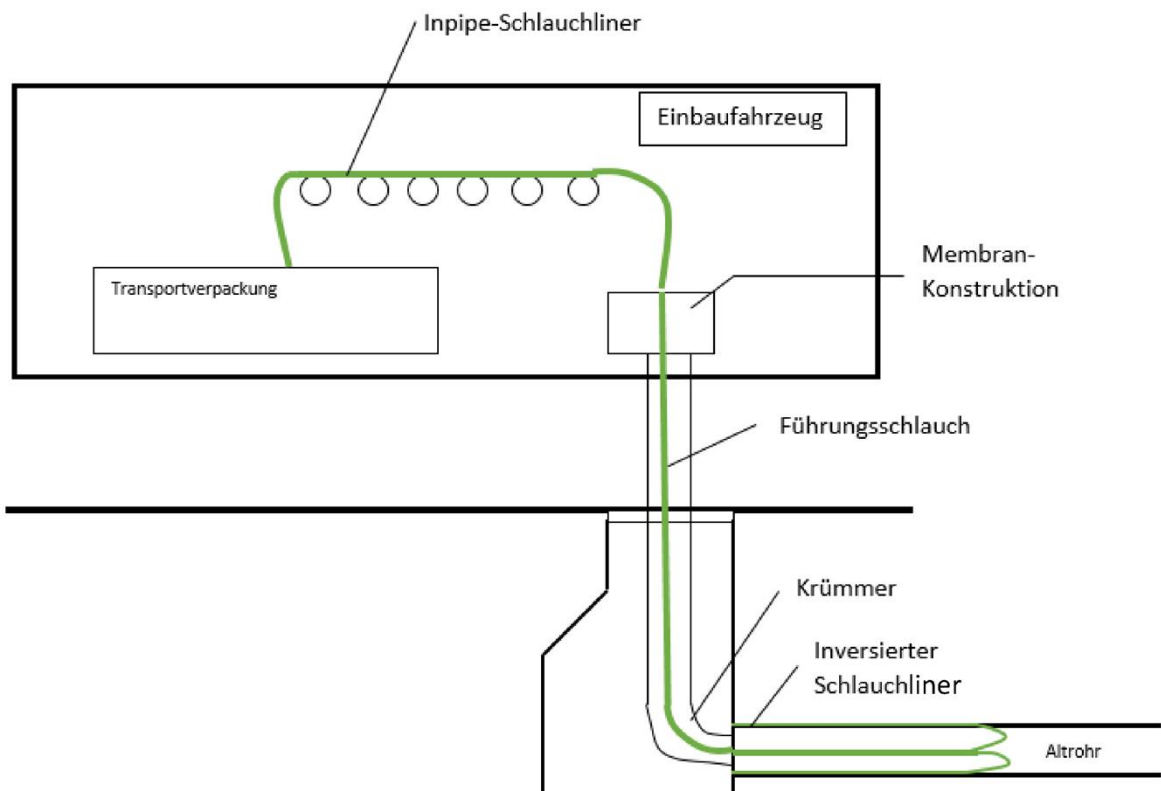 Inpipe-Schlauchliner
Einbaufahrzeug
Membran-
Konstruktion
Transportverpackung
Führungsschlauch
Krümmer
Inversierter
Schlauchliner
Altrohr